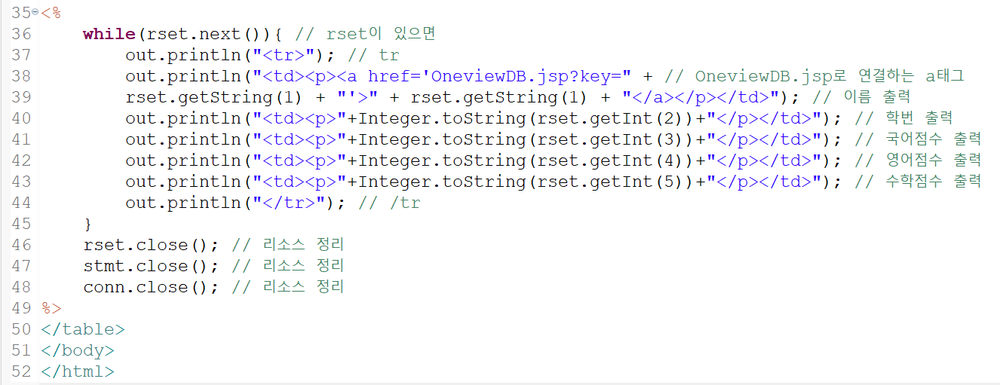 35 <%
36     while(rset.next()){ // rset이 있으면
37         out.println("<tr>"); // tr
38         out.println("<td><p><a href='OneviewDB.jsp?key=" + // OneviewDB.jsp로 연결하는 a태그
39         rset.getString(1) + "'>" + rset.getString(1) + "</a></p></td>"); // 이름 출력
40         out.println("<td><p>"+Integer.toString(rset.getInt(2))+"</p></td>"); // 학번 출력
41         out.println("<td><p>"+Integer.toString(rset.getInt(3))+"</p></td>"); // 국어점수 출력
42         out.println("<td><p>"+Integer.toString(rset.getInt(4))+"</p></td>"); // 영어점수 출력
43         out.println("<td><p>"+Integer.toString(rset.getInt(5))+"</p></td>"); // 수학점수 출력
44         out.println("</tr>"); // /tr
45     }
46     rset.close(); // 리소스 정리
47     stmt.close(); // 리소스 정리
48     conn.close(); // 리소스 정리
49 %>
50 </table>
51 </body>
52 </html>